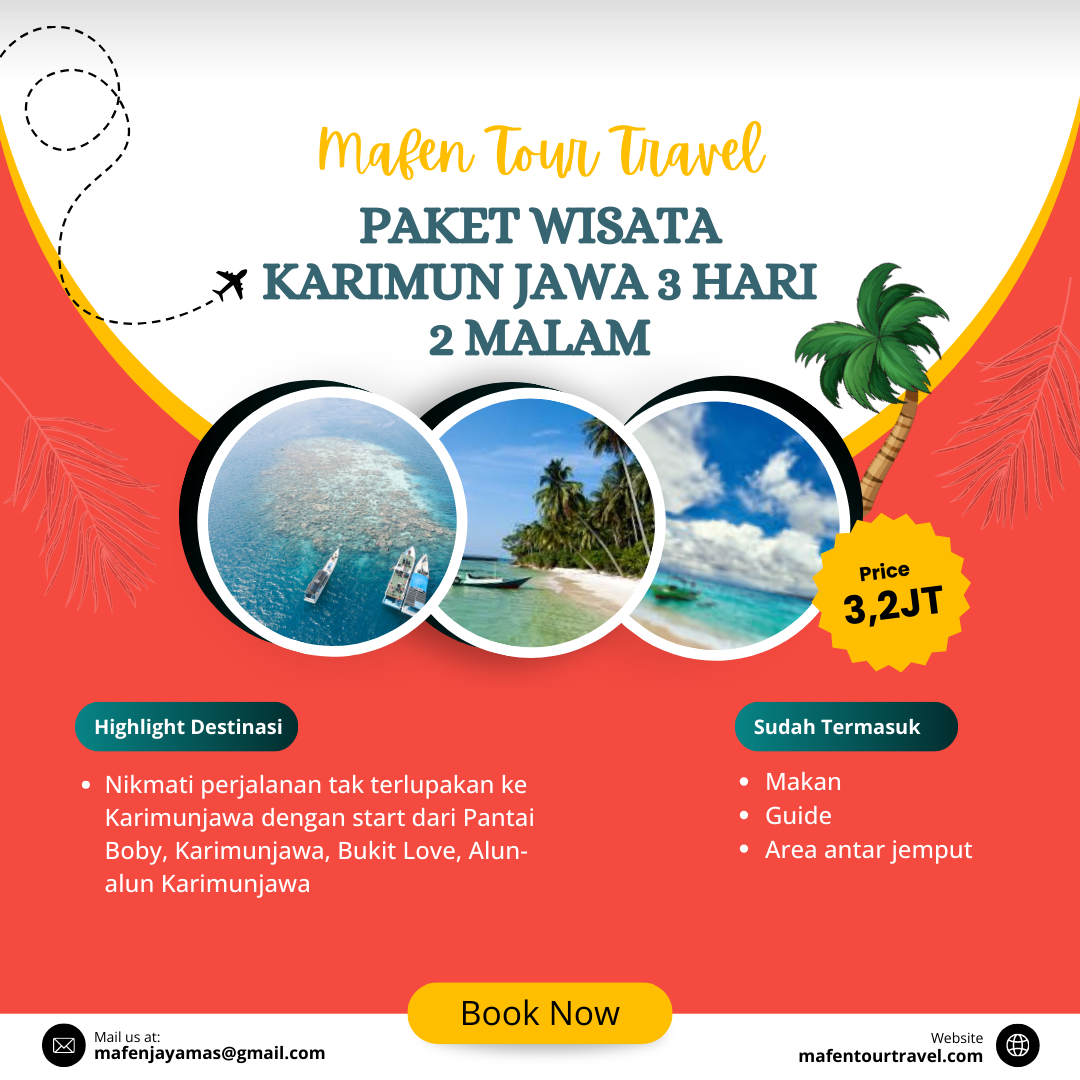 Mafen Tour Travel
PAKET WISATA
KARIMUN JAWA 3 HARI
2 MALAM
Price
3,2JT
Highlight Destinasi
Nikmati perjalanan tak terlupakan ke
Karimunjawa dengan start dari Pantai
Boby, Karimunjawa, Bukit Love, Alun-
alun Karimunjawa
Sudah Termasuk
Makan
Guide
Area antar jemput
Book Now
Mail us at:
mafenjayamas@gmail.com
Website
mafentourtravel.com